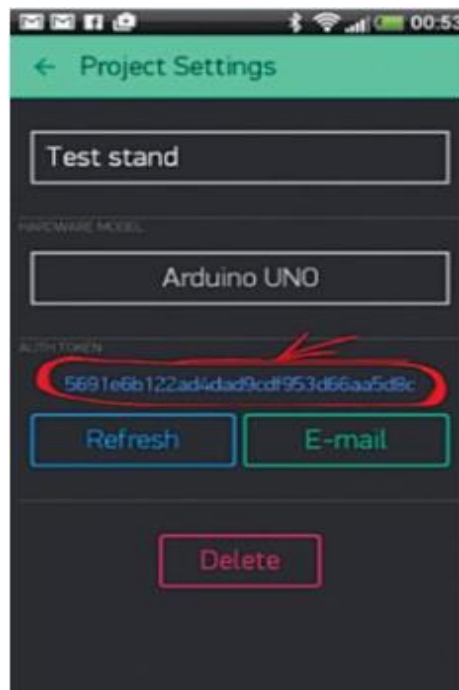 00:53
← Project Settings
Test stand
HARDWARE MODEL
Arduino UNO
AUTH TOKEN
5691e6b122ad4dad9cdf953d66aa5d8c
Refresh
E-mail
Delete